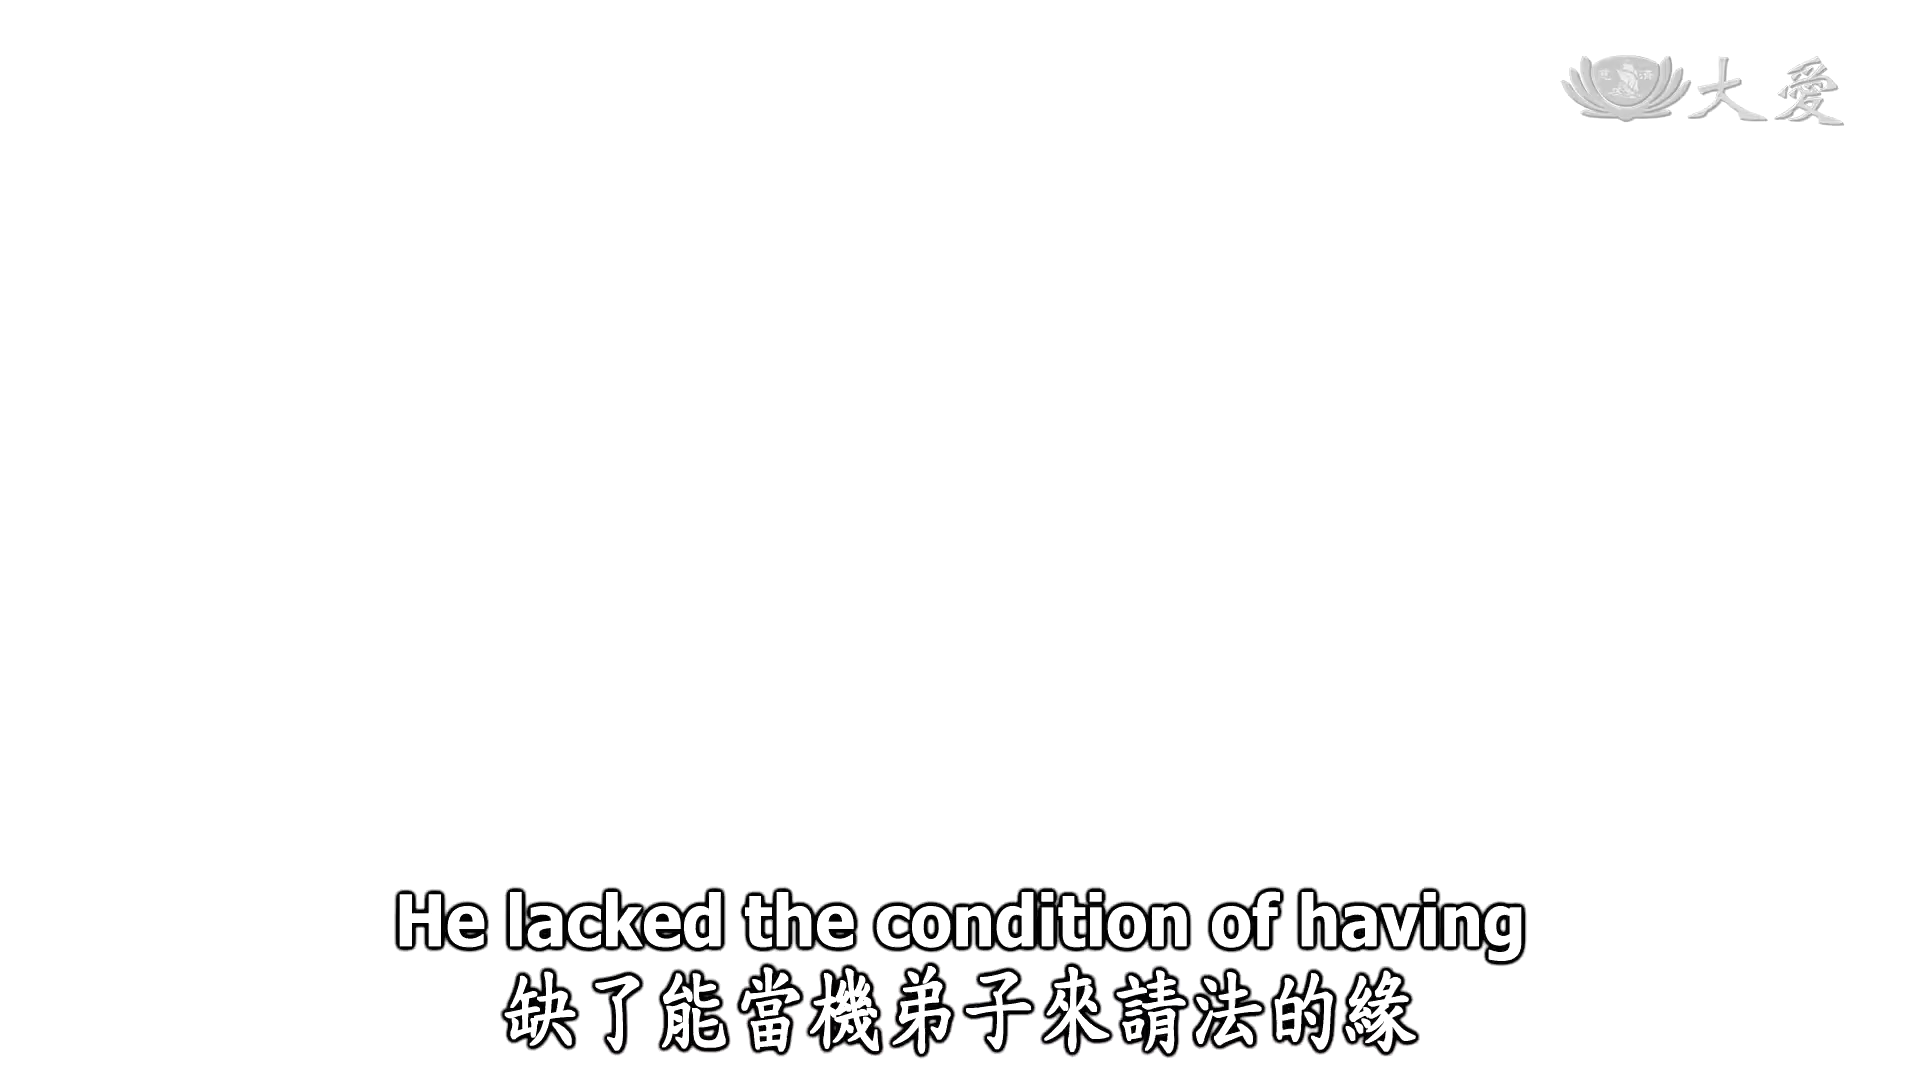 大愛
He lacked the condition of having
缺了能當機弟子來請法的緣